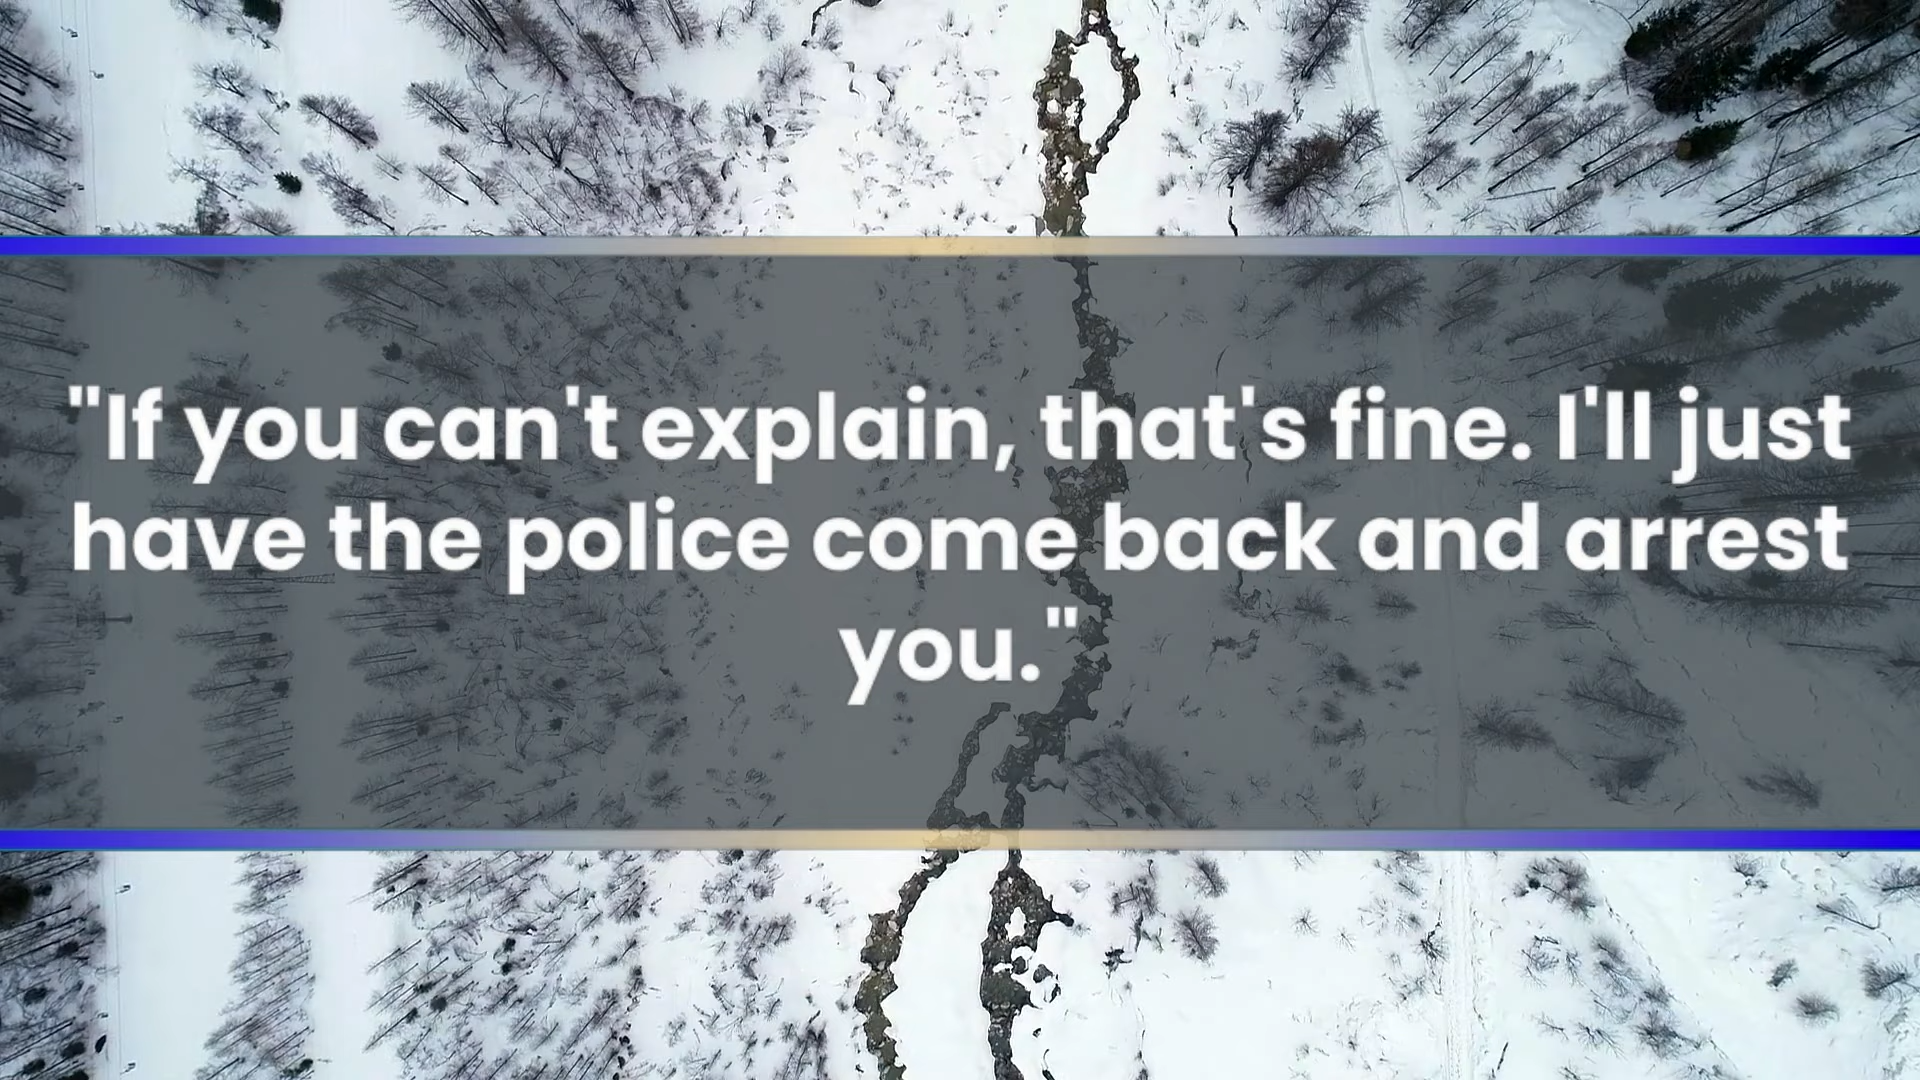 "If you can't explain, that's fine. I'll just
have the police come back and arrest
you."